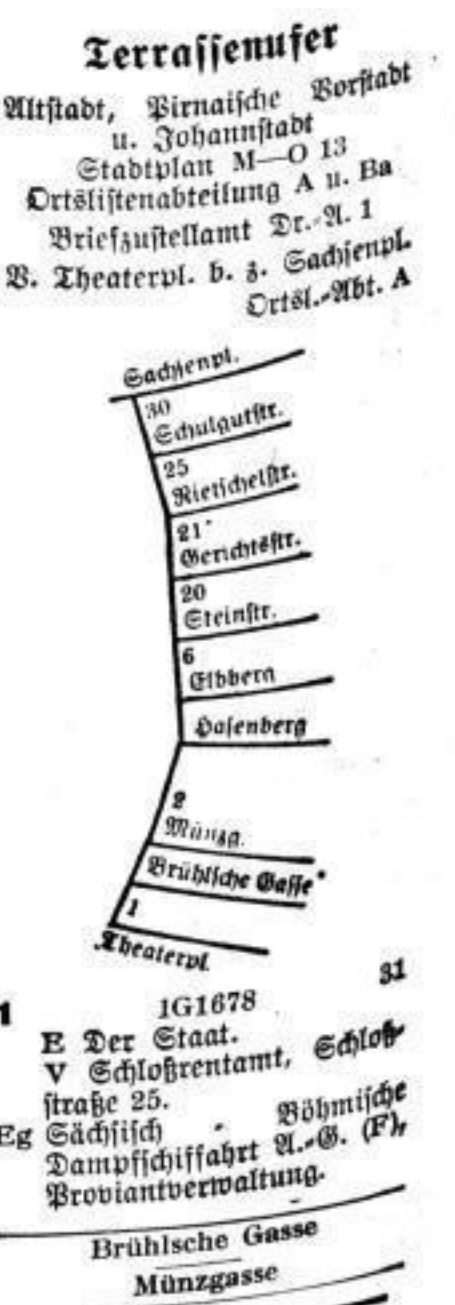 Terrassenufer
Altstadt, Pirnaische Vorstadt
u. Johannstadt
Stadtplan M—O 13
Ortslistenabteilung A u. Ba
Briefzustellamt Dr.-A. 1
V. Theaterpl. b. z. Sachsenpl.
Ortsl.-Abt. A
Sachsenpl.
30
Schulgutstr.
25
Rietschelstr.
21
Gerichtsstr.
20
Steinstr.
6
Elbberg
Hasenberg
2
Münzg.
Brühlsche Gasse
1
Theaterpl.
31
1 1G1678
E Der Staat.
V Schloßrentamt, Schloß-
straße 25.
Eg Sächsisch - Böhmische
Dampfschiffahrt A.-G. (F),
Proviantverwaltung.
Brühlsche Gasse
Münzgasse